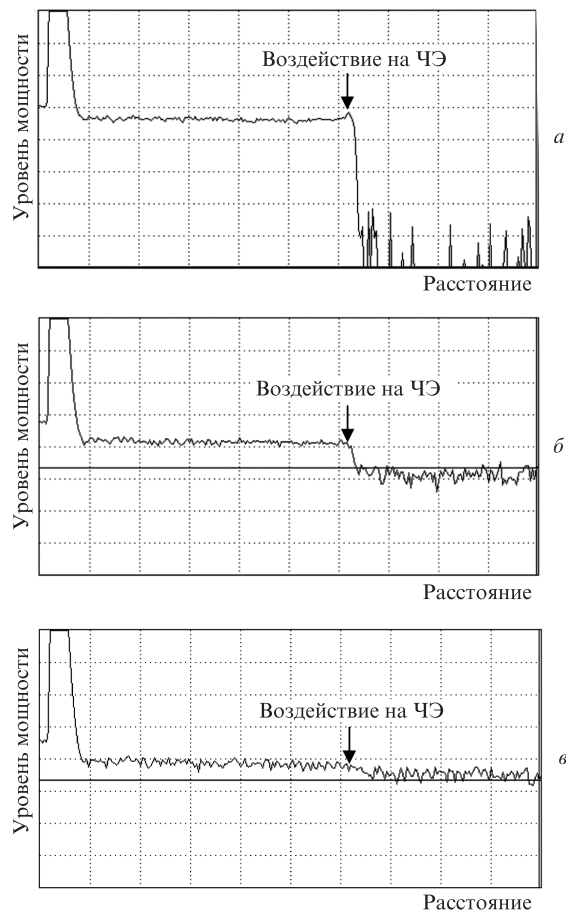 Уровень мощности
Воздействие на ЧЭ
а
Расстояние
Уровень мощности
Воздействие на ЧЭ
б
Расстояние
Уровень мощности
Воздействие на ЧЭ
в
Расстояние